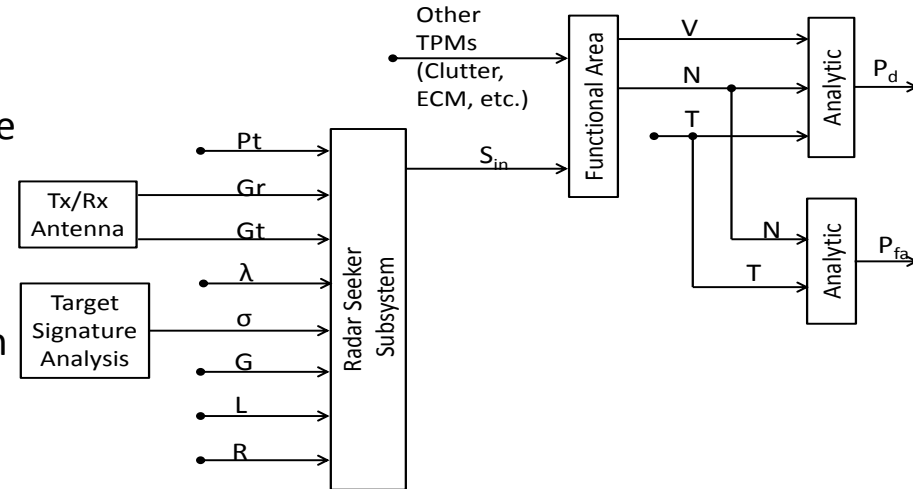 Other
TPMs
(Clutter,
ECM, etc.)
Functional Area
V
N
T
Analytic
Pd
e
Pt
Gr
Gt
λ
σ
G
L
R
Tx/Rx
Antenna
Target
Signature
Analysis
n
Radar Seeker
Subsystem
Sin
N
T
Analytic
Pfa